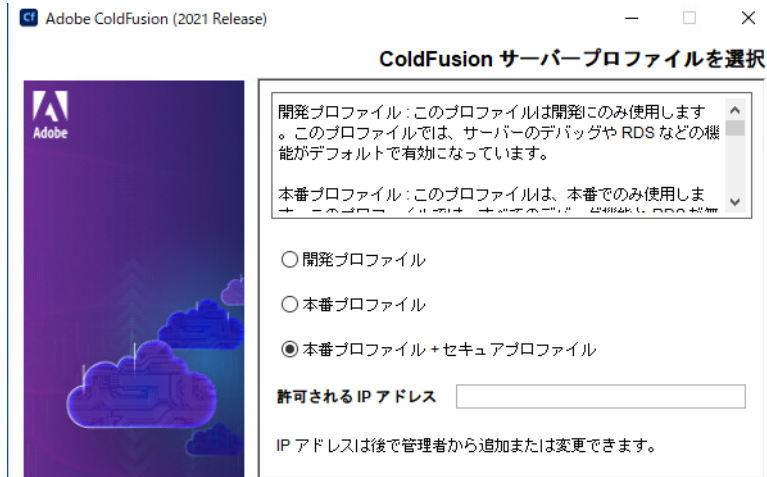 Cf Adobe ColdFusion (2021 Release)
ColdFusion サーバープロファイルを選択
Adobe
開発プロファイル : このプロファイルは開発にのみ使用します
。このプロファイルでは、サーバーのデバッグや RDS などの機
能がデフォルトで有効になっています。
本番プロファイル : このプロファイルは、本番でのみ使用しま
開発プロファイル
本番プロファイル
本番プロファイル + セキュアプロファイル
許可される IP アドレス
IP アドレスは後で管理者から追加または変更できます。